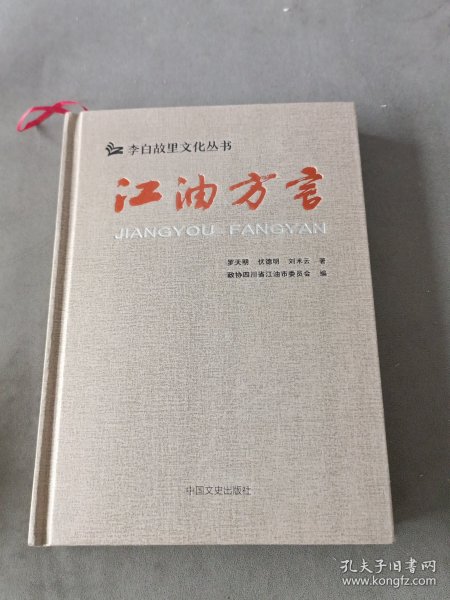 李白故里文化丛书
江油方言
JIANGYOU FANGYAN
罗天明 伏德明 刘术云 著
政协四川省江油市委员会 编
中国文史出版社
孔夫子旧书网
www.kongfz.com